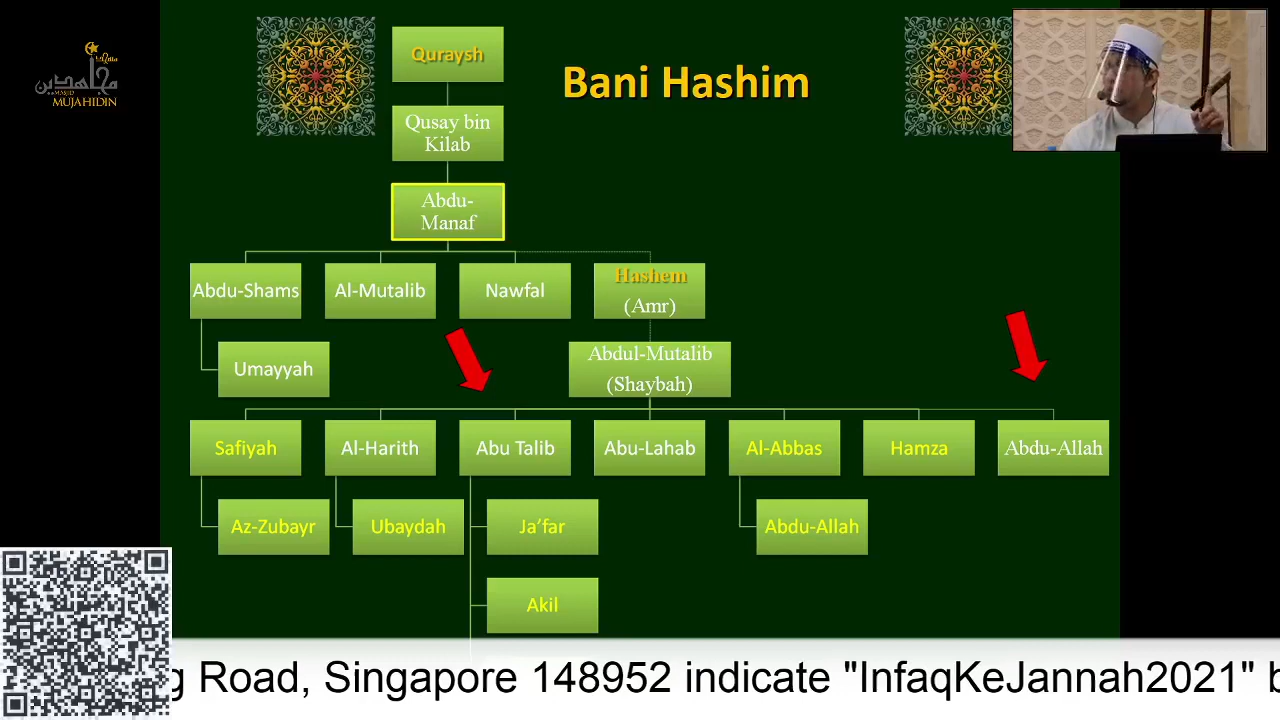 Quraysh
Bani Hashim
مجاهدين
MASJID
MUJAHIDIN
Qusay bin
Kilab
Abdu-
Manaf
Abdu-Shams
Al-Mutalib
Nawfal
Hashem
(Amr)
Umayyah
Abdul-Mutalib
(Shaybah)
Safiyah
Al-Harith
Abu Talib
Abu-Lahab
Al-Abbas
Hamza
Abdu-Allah
Az-Zubayr
Ubaydah
Ja’far
Abdu-Allah
Akil
g Road, Singapore 148952 indicate "InfaqKeJannah2021" b